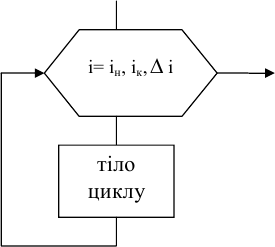 i= iн, iк, Δ i
тіло
циклу